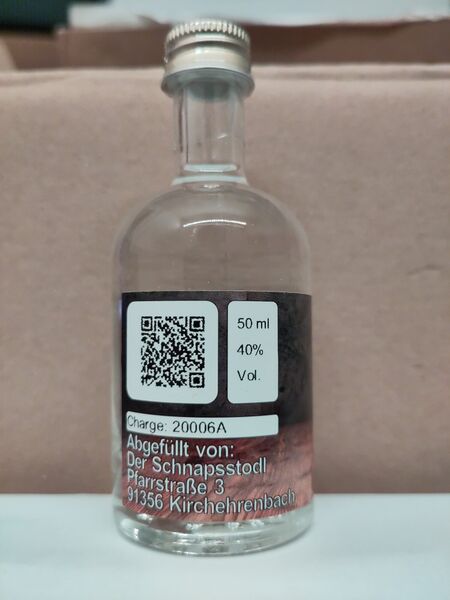 50 ml
40%
Vol.
Charge: 20006A
Abgefüllt von:
Der Schnapsstodl
Pfarrstraße 3
91356 Kirchehrenbach